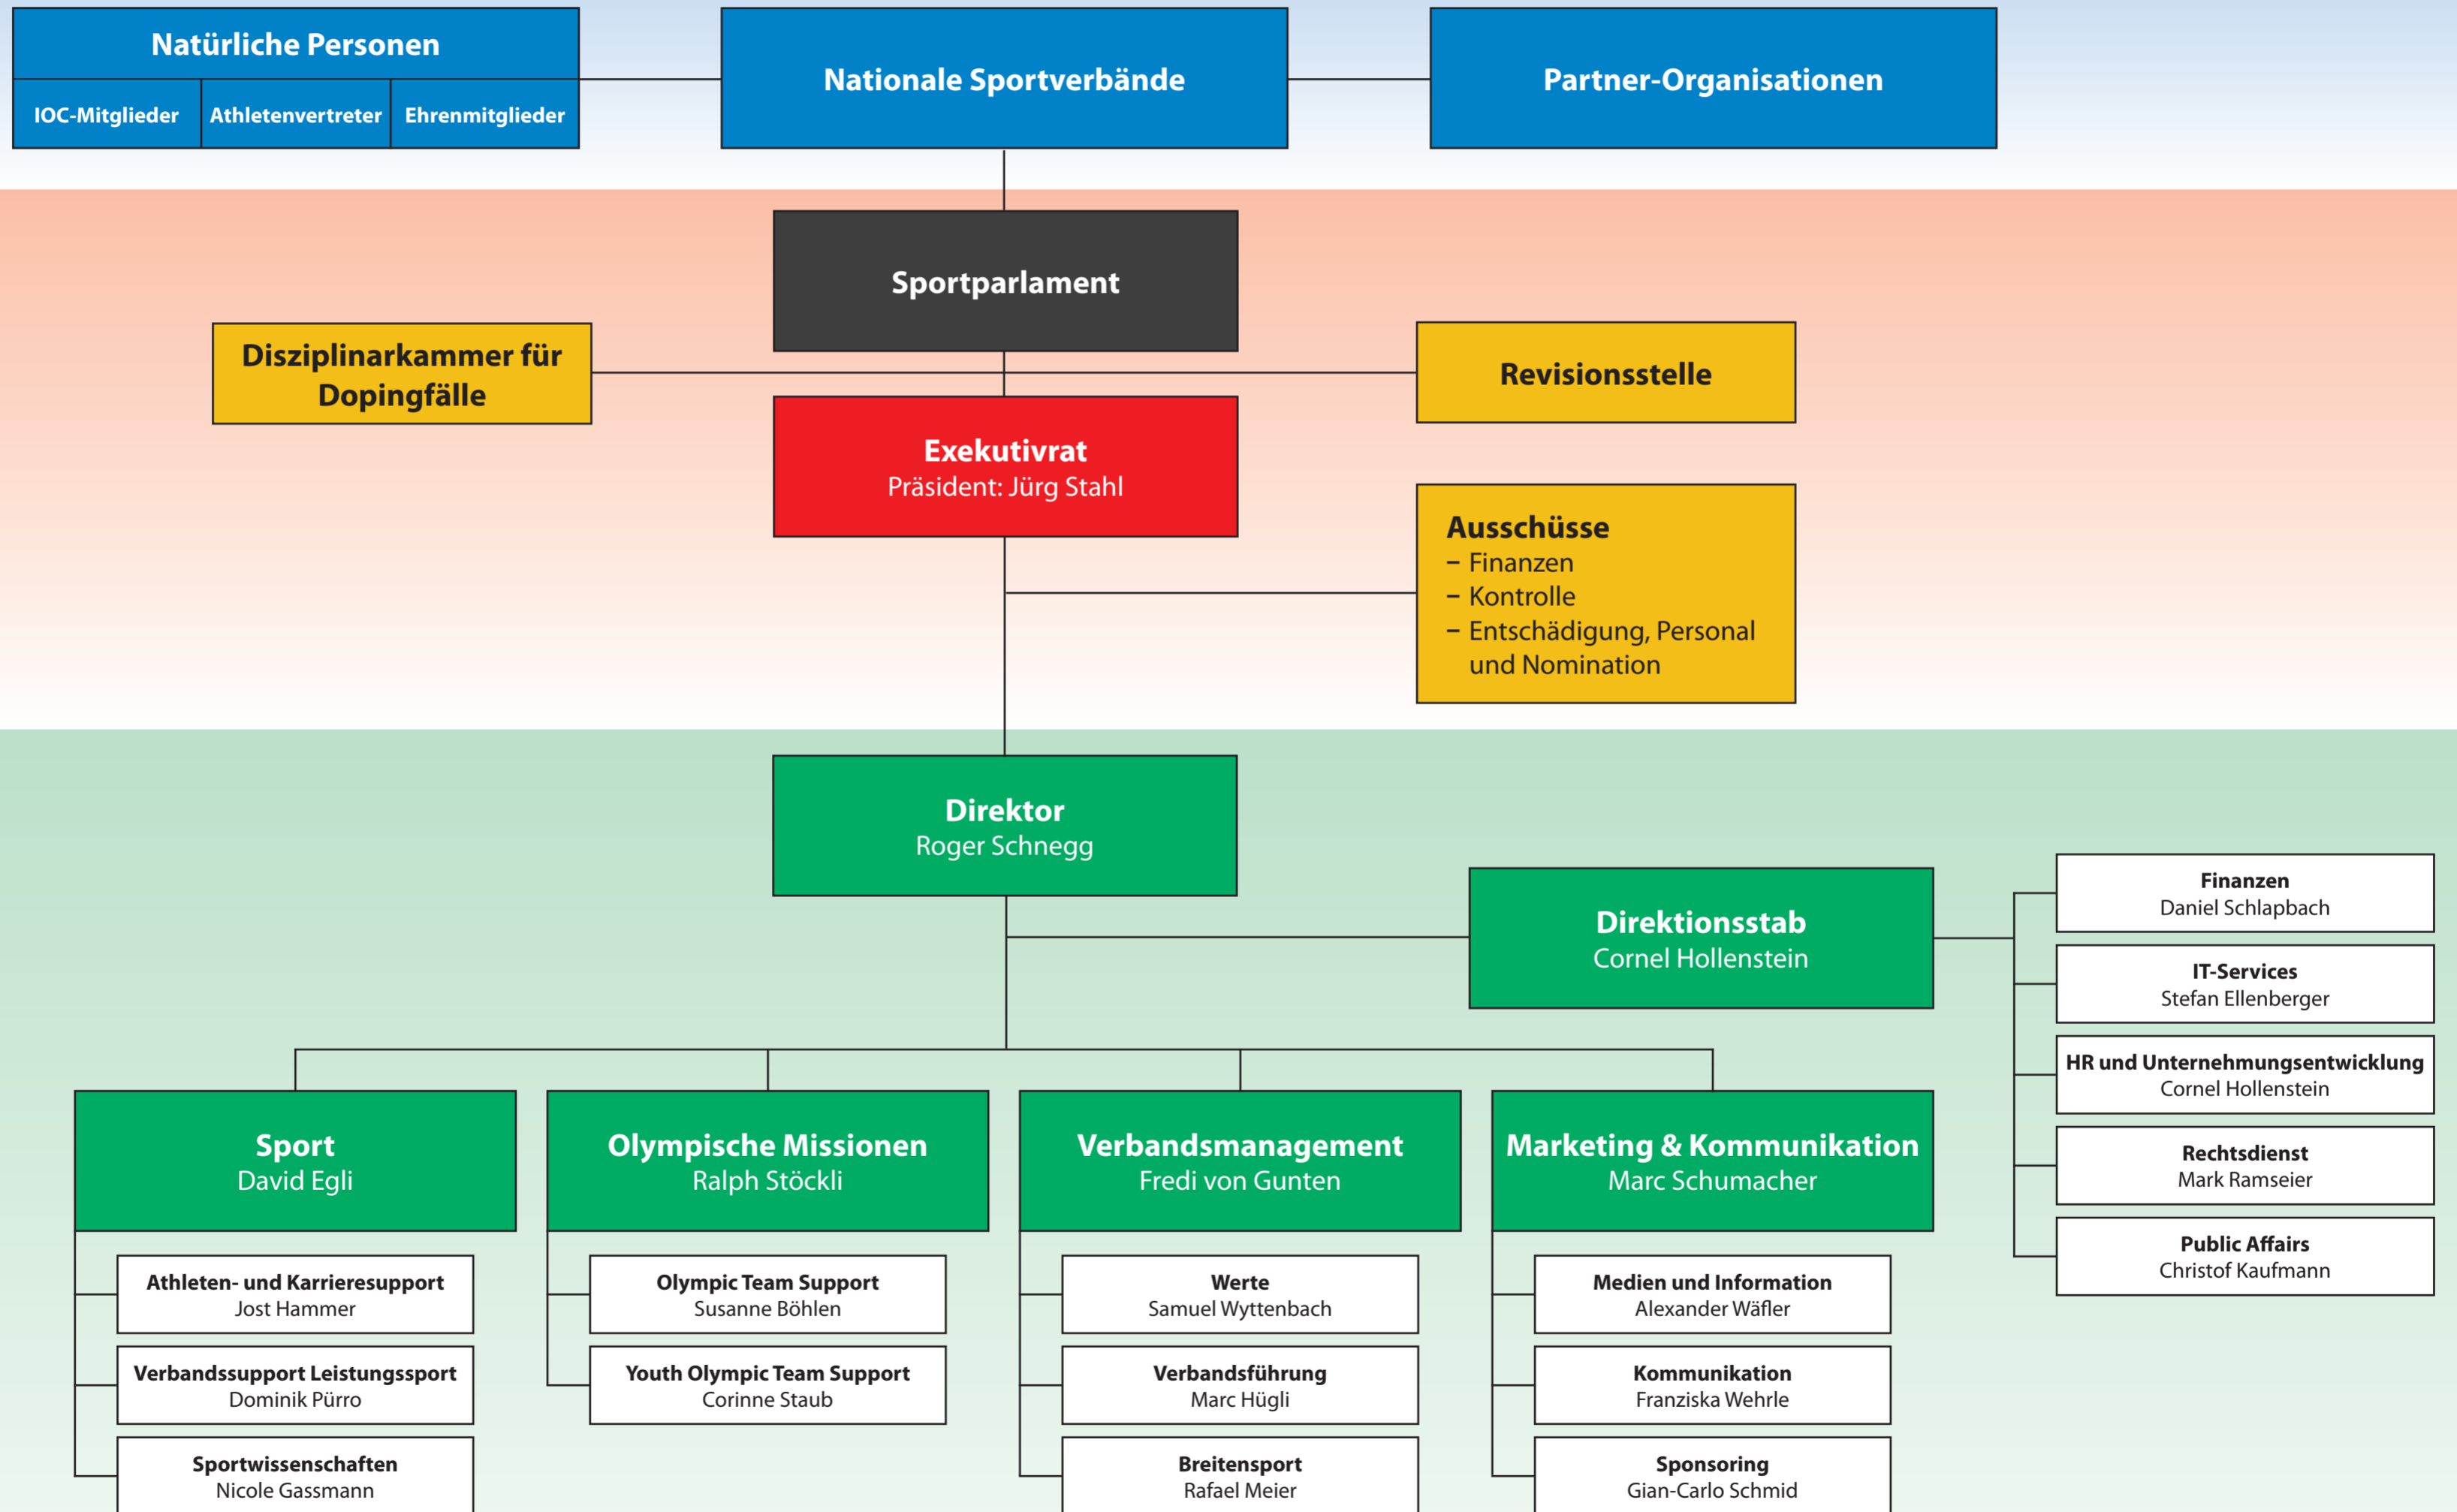 Natürliche Personen
IOC-Mitglieder
Athletenvertreter
Ehrenmitglieder
Nationale Sportverbände
Partner-Organisationen
Sportparlament
Disziplinarkammer für
Dopingfälle
Revisionsstelle
Exekutivrat
Präsident: Jürg Stahl
Ausschüsse
– Finanzen
– Kontrolle
– Entschädigung, Personal
und Nomination
Direktor
Roger Schnegg
Direktionsstab
Cornel Hollenstein
Finanzen
Daniel Schlapbach
IT-Services
Stefan Ellenberger
HR und Unternehmungsentwicklung
Cornel Hollenstein
Rechtsdienst
Mark Ramseier
Public Affairs
Christof Kaufmann
Sport
David Egli
Athleten- und Karrieresupport
Jost Hammer
Verbandssupport Leistungssport
Dominik Pürro
Sportwissenschaften
Nicole Gassmann
Olympische Missionen
Ralph Stöckli
Olympic Team Support
Susanne Böhlen
Youth Olympic Team Support
Corinne Staub
Verbandsmanagement
Fredi von Gunten
Werte
Samuel Wyttenbach
Verbandsführung
Marc Hügli
Breitensport
Rafael Meier
Marketing & Kommunikation
Marc Schumacher
Medien und Information
Alexander Wäfler
Kommunikation
Franziska Wehrle
Sponsoring
Gian-Carlo Schmid